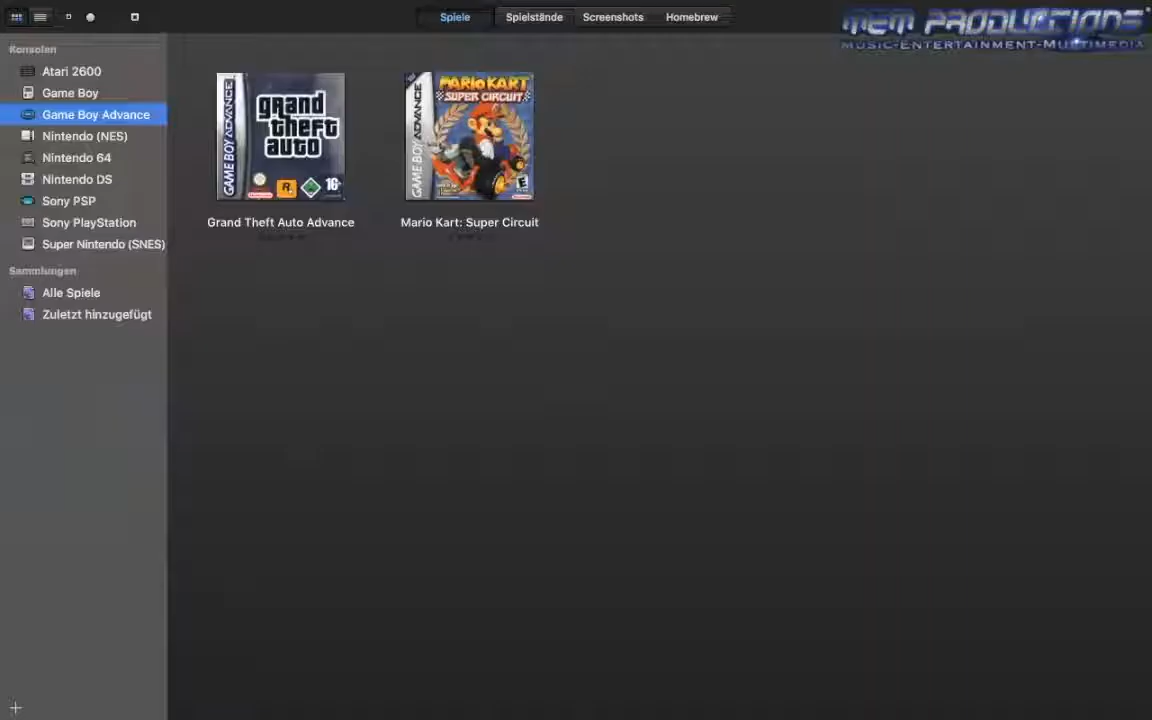 Spiele
Spielstände
Screenshots
Homebrew
MEM PRODUCTIONS
MUSIC-ENTERTAINMENT-MULTIMEDIA
Konsolen
Atari 2600
Game Boy
Game Boy Advance
Nintendo (NES)
Nintendo 64
Nintendo DS
Sony PSP
Sony PlayStation
Super Nintendo (SNES)
Sammlungen
Alle Spiele
Zuletzt hinzugefügt
GAME BOY ADVANCE
grand
theft
auto
R
16+
Grand Theft Auto Advance
GAME BOY ADVANCE
MARIO KART
SUPER CIRCUIT
E
Mario Kart: Super Circuit